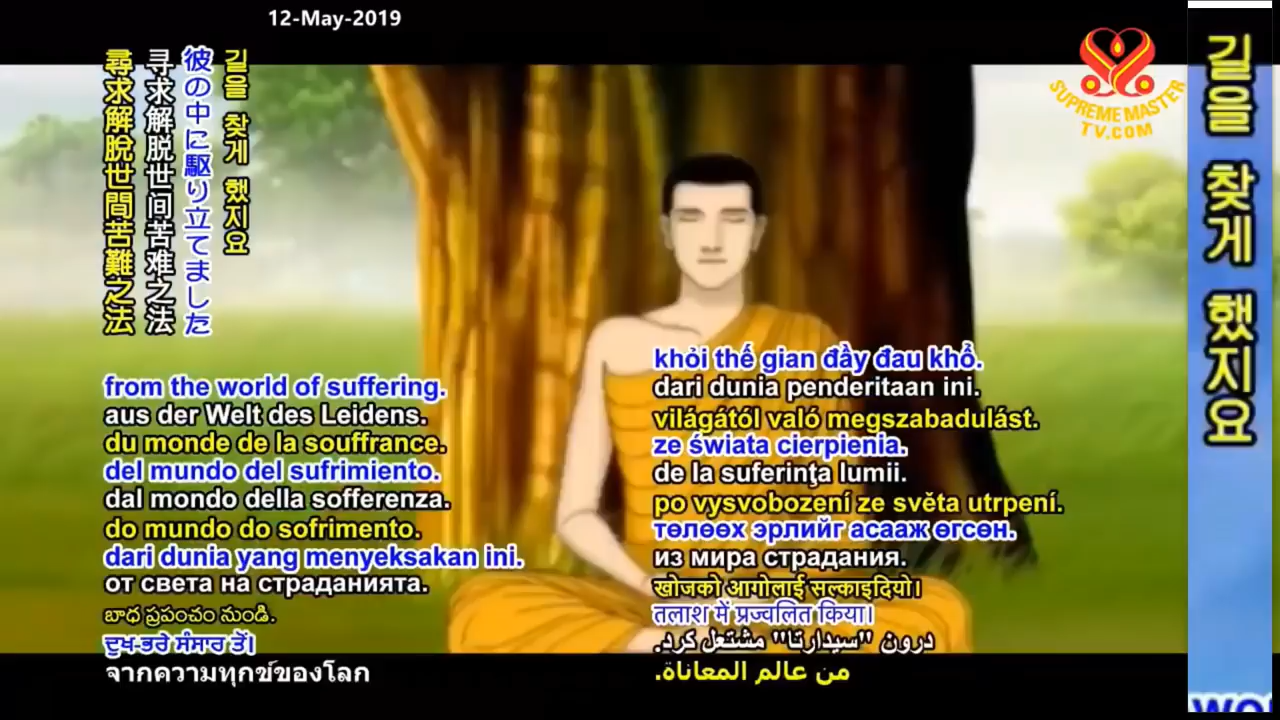 12-May-2019
SUPREME MASTER
TV.COM
길을 찾게 했지요
彼の中に駆り立てました
寻求解脱世间苦难之法
尋求解脫世間苦難之法
from the world of suffering.
aus der Welt des Leidens.
du monde de la souffrance.
del mundo del sufrimiento.
dal mondo della sofferenza.
do mundo do sofrimento.
dari dunia yang menyeksakan ini.
от света на страданията.
బాధ ప్రపంచం నుండి.
ਦੁਖ-ਭਰੇ ਸੰਸਾਰ ਤੋਂ।
จากความทุกข์ของโลก
khỏi thế gian đầy đau khổ.
dari dunia penderitaan ini.
világától való megszabadulást.
ze świata cierpienia.
de la suferinţa lumii.
po vysvobození ze světa utrpení.
төлөөх эрлийг асааж өгсөн.
из мира страдания.
खोजको आगोलाई सल्काइदियो।
तलाश में प्रज्वलित किया।
درون "سیدارتا" مشتعل کرد.
من عالم المعاناة.
길을 찾게 했지요